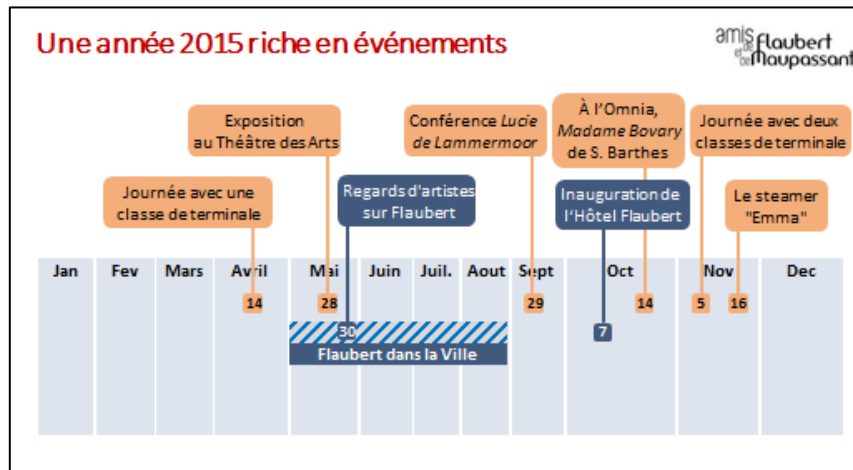 Une année 2015 riche en événements
amis de Flaubert
et de Maupassant
Exposition
au Théâtre des Arts
Conférence Lucie
de Lammermoor
À l'Omnia,
Madame Bovary
de S. Barthes
Journée avec deux
classes de terminale
Journée avec une
classe de terminale
Regards d'artistes
sur Flaubert
Inauguration de
l'Hôtel Flaubert
Le steamer
"Emma"
Jan Fev Mars Avril Mai Juin Juil. Aout Sept Oct Nov Dec
14 28 29 14 5 16
30 7
Flaubert dans la Ville